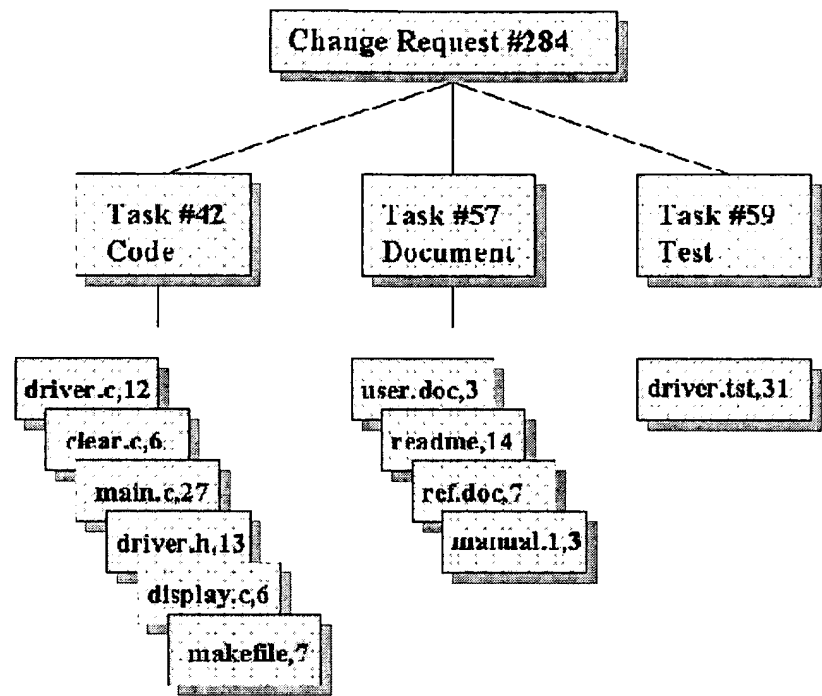 Change Request #284
Task #42
Code
Task #57
Document
Task #59
Test
driver.c,12
clear.c,6
main.c,27
driver.h,13
display.c,6
makefile,7
user.doc,3
readme,14
ref.doc,7
manual.1,3
driver.tst,31